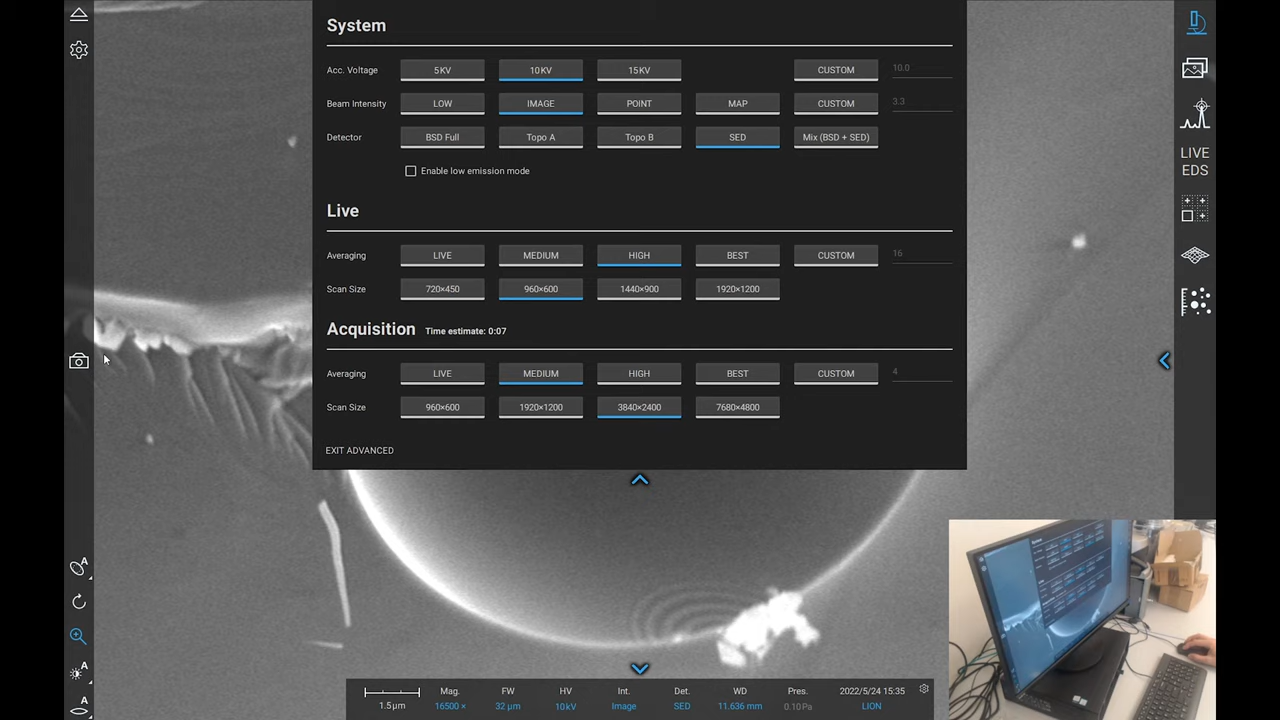 System
Acc. Voltage 5KV 10KV 15KV CUSTOM 10.0
Beam Intensity LOW IMAGE POINT MAP CUSTOM 3.3
Detector BSD Full Topo A Topo B SED Mix (BSD + SED)
Enable low emission mode
Live
Averaging LIVE MEDIUM HIGH BEST CUSTOM 16
Scan Size 720×450 960×600 1440×900 1920×1200
Acquisition Time estimate: 0:07
Averaging LIVE MEDIUM HIGH BEST CUSTOM 4
Scan Size 960×600 1920×1200 3840×2400 7680×4800
EXIT ADVANCED
LIVE
EDS
A
A
A
1.5μm
Mag. FW HV Int. Det. WD Pres. 2022/5/24 15:35
16500 × 32 μm 10kV Image SED 11.636 mm 0.10Pa LION